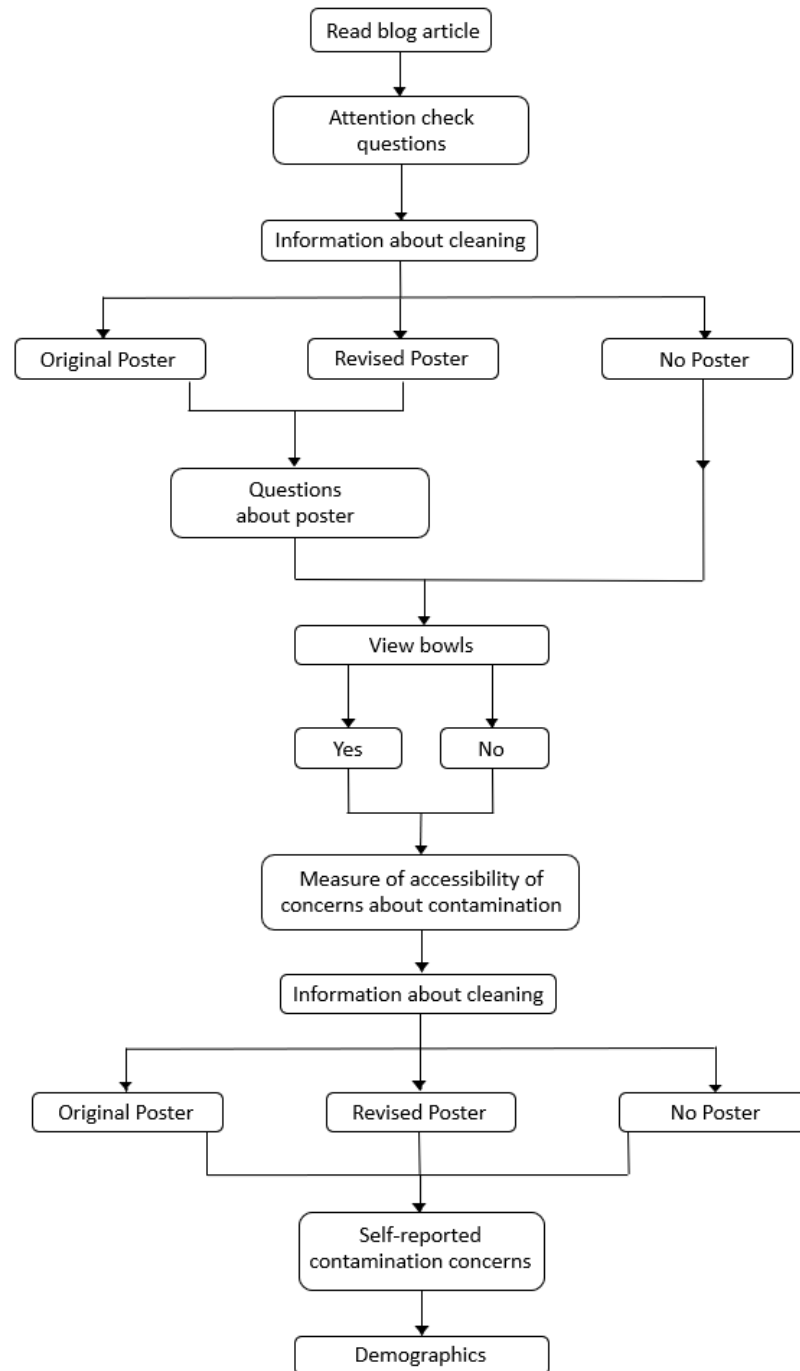 Read blog article
Attention check
questions
Information about cleaning
Original Poster
Revised Poster
No Poster
Questions
about poster
View bowls
Yes
No
Measure of accessibility of
concerns about contamination
Information about cleaning
Original Poster
Revised Poster
No Poster
Self-reported
contamination concerns
Demographics